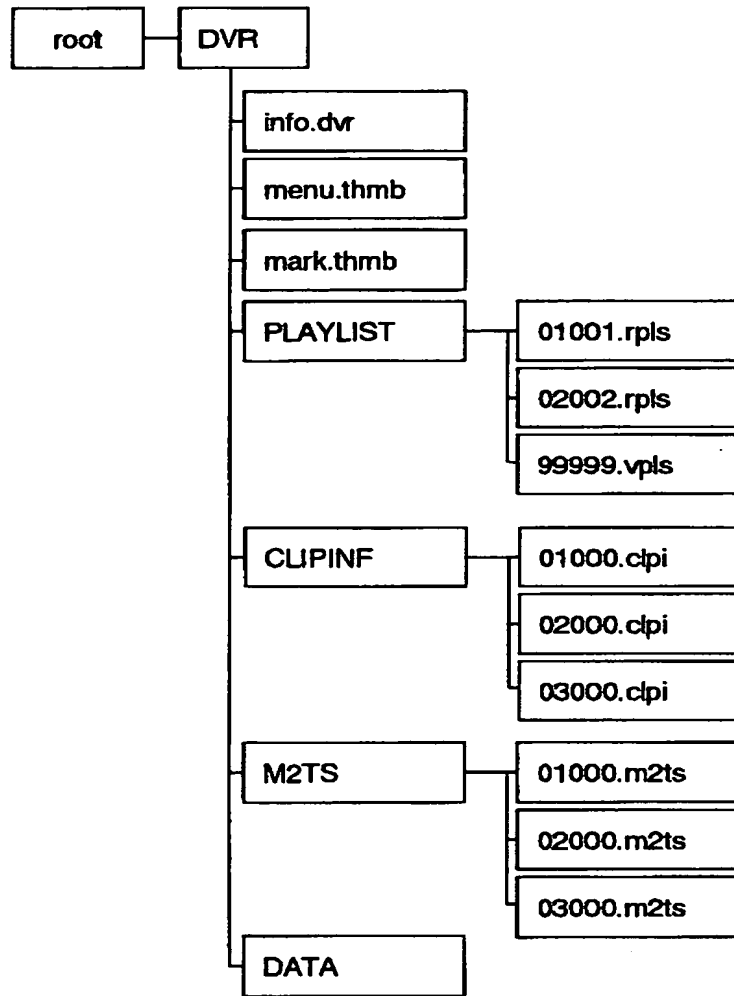 root
DVR
info.dvr
menu.thmb
mark.thmb
PLAYLIST
01001.rpls
02002.rpls
99999.vpls
CLIPINF
01000.clpi
02000.clpi
03000.clpi
M2TS
01000.m2ts
02000.m2ts
03000.m2ts
DATA